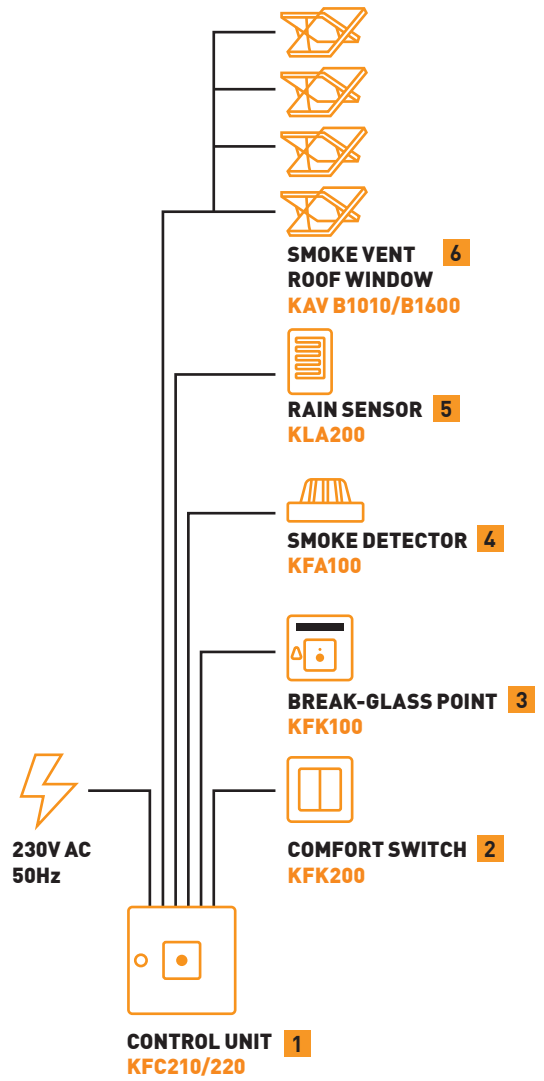 SMOKE VENT 6
ROOF WINDOW
KAV B1010/B1600
RAIN SENSOR 5
KLA200
SMOKE DETECTOR 4
KFA100
BREAK-GLASS POINT 3
KFK100
230V AC
50Hz
COMFORT SWITCH 2
KFK200
CONTROL UNIT 1
KFC210/220